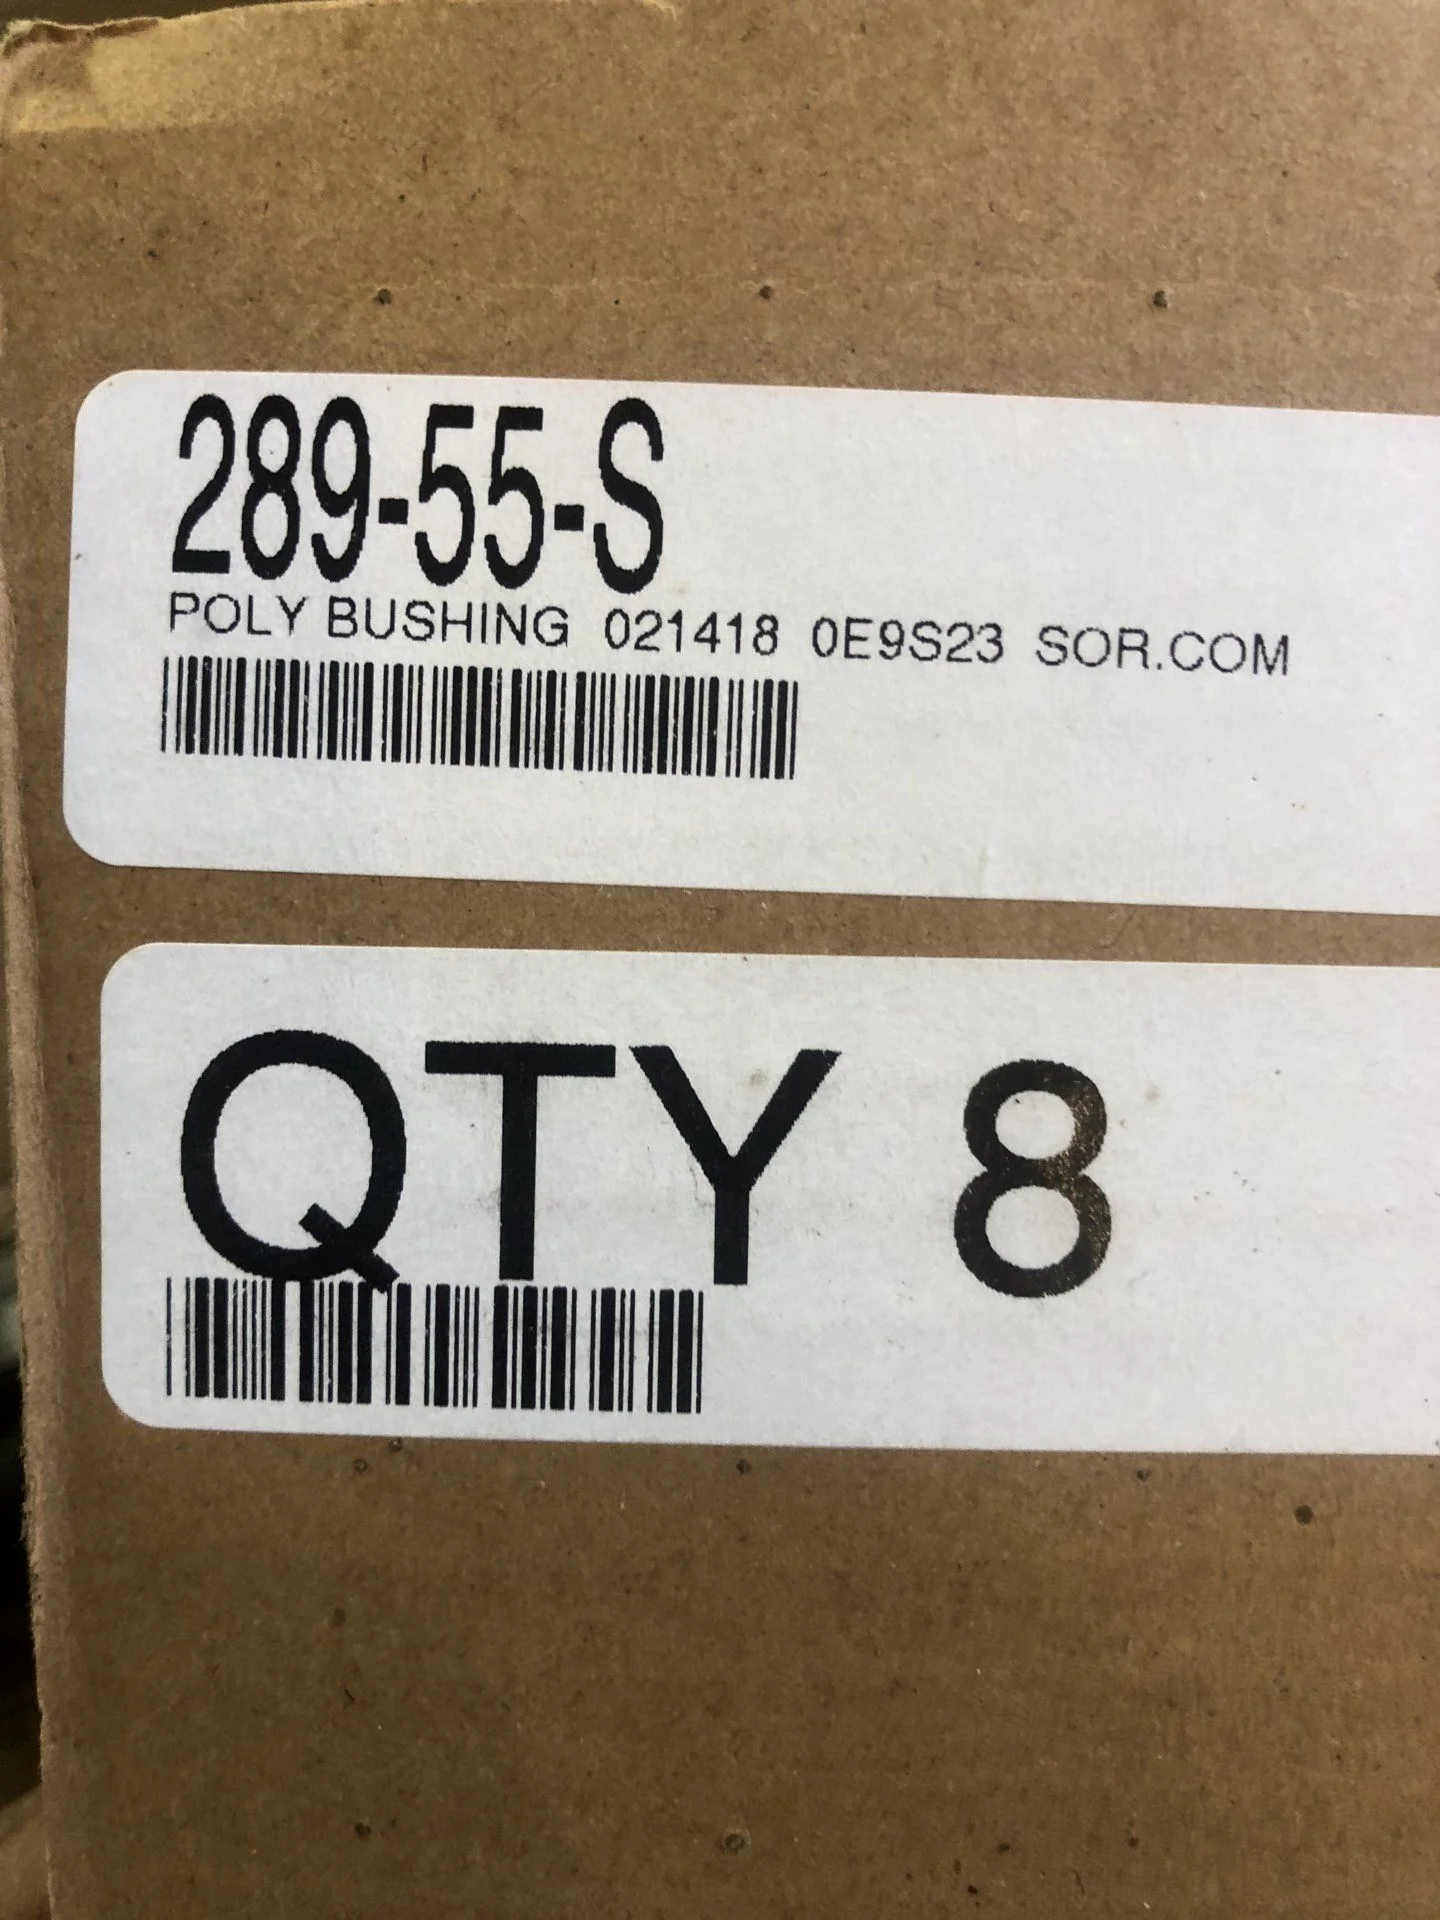 289-55-S
POLY BUSHING 021418 0E9S23 SOR.COM
QTY 8